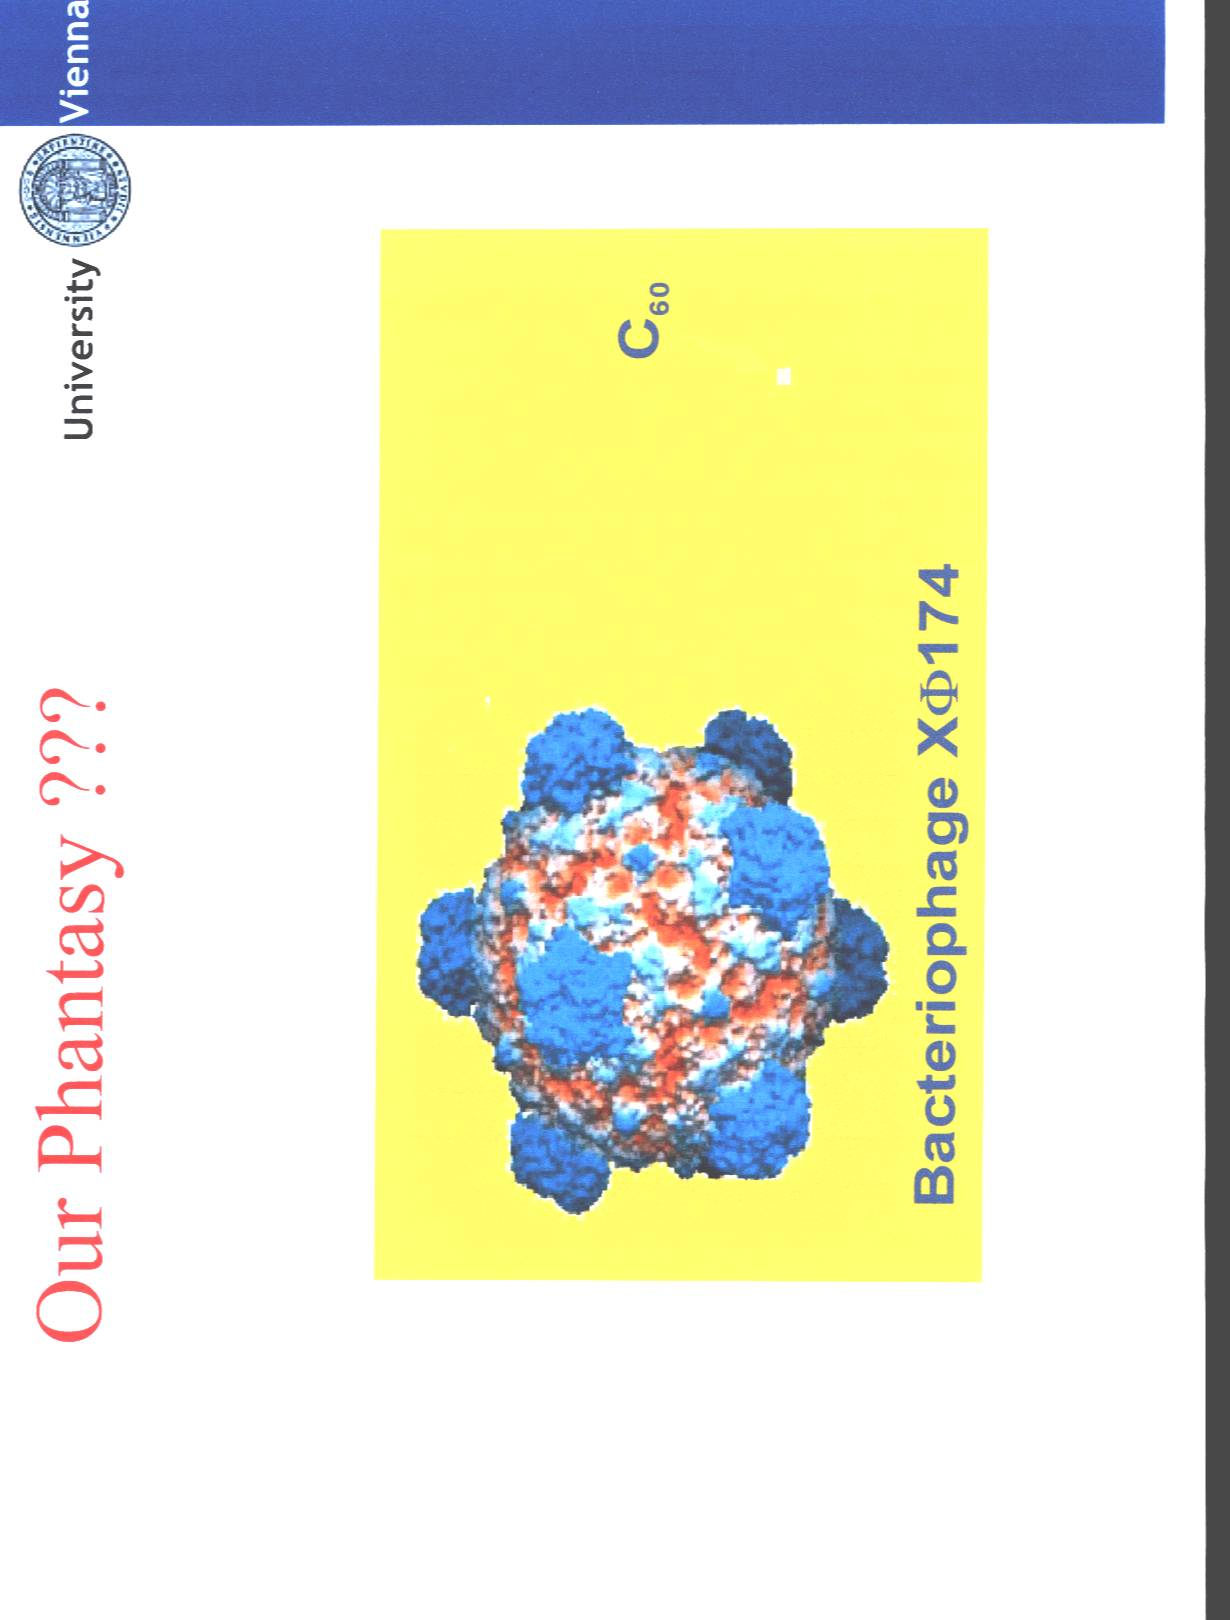 Our Phantasy ???
University Vienna
C60
Bacteriophage XΦ174